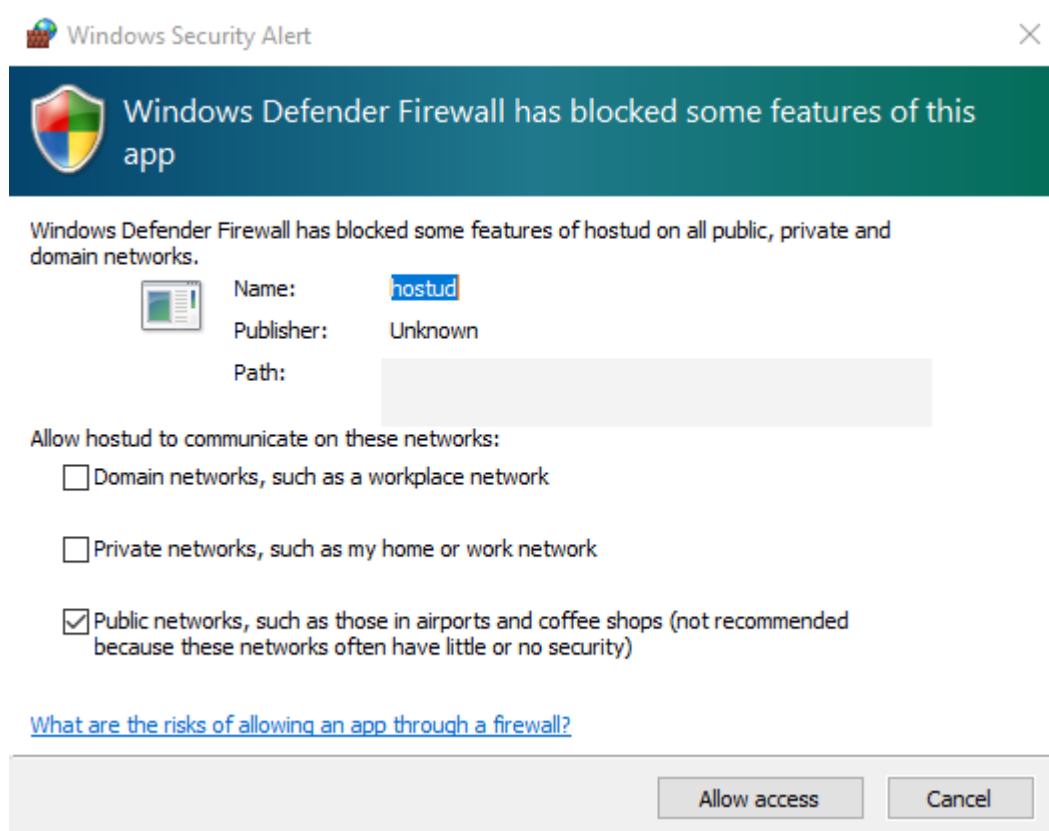 Windows Security Alert
Windows Defender Firewall has blocked some features of this
app
Windows Defender Firewall has blocked some features of hostud on all public, private and
domain networks.
Name: hostud
Publisher: Unknown
Path:
Allow hostud to communicate on these networks:
Domain networks, such as a workplace network
Private networks, such as my home or work network
Public networks, such as those in airports and coffee shops (not recommended
because these networks often have little or no security)
What are the risks of allowing an app through a firewall?
Allow access Cancel